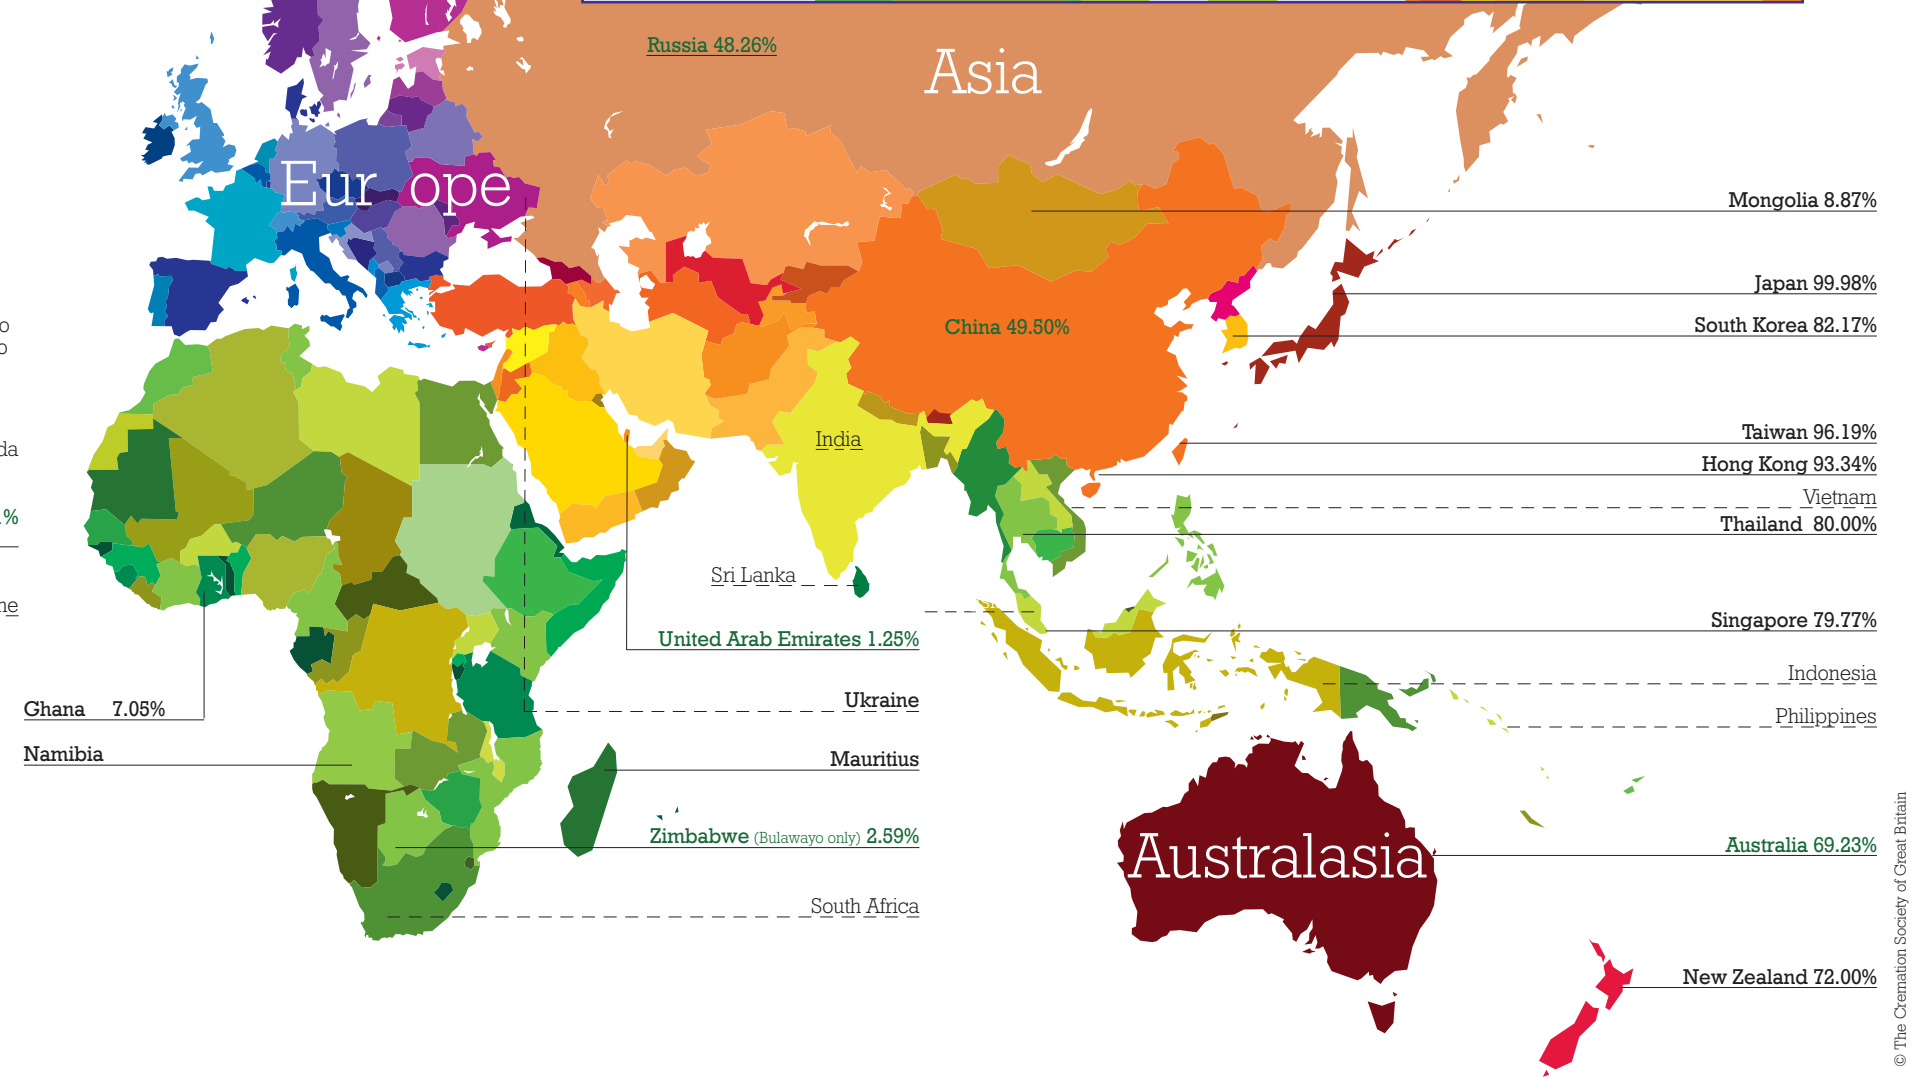 Russia 48.26%
Asia
Eur ope
Mongolia 8.87%
Japan 99.98%
China 49.50%
South Korea 82.17%
o
o
da
India
Taiwan 96.19%
Hong Kong 93.34%
Vietnam
%
Thailand 80.00%
Sri Lanka
ne
Singapore 79.77%
United Arab Emirates 1.25%
Indonesia
Ukraine
Ghana 7.05%
Philippines
Namibia
Mauritius
Zimbabwe (Bulawayo only) 2.59%
Australia 69.23%
Australasia
South Africa
New Zealand 72.00%
© The Cremation Society of Great Britain